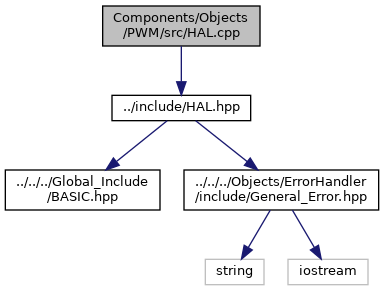 Components/Objects
/PWM/src/HAL.cpp
../include/HAL.hpp
../../../Global_Include
/BASIC.hpp
../../../Objects/ErrorHandler
/include/General_Error.hpp
string
iostream